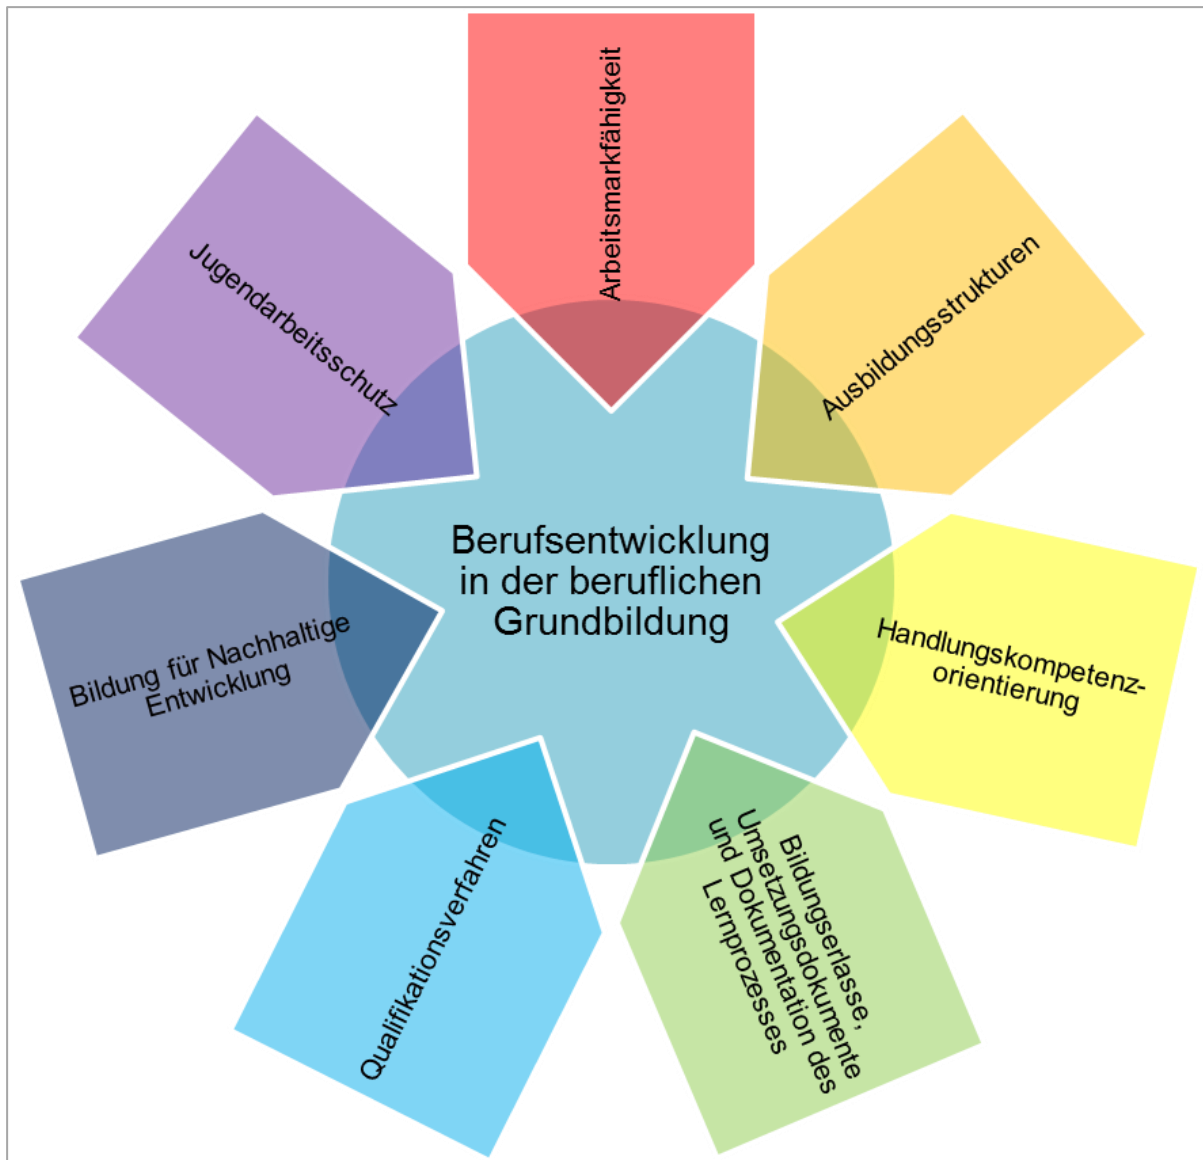 Arbeitsmarkfähigkeit
Ausbildungsstrukturen
Handlungskompetenz-
orientierung
Bildungserlasse,
Umsetzungsdokumente
und Dokumentation des
Lernprozesses
Qualifikationsverfahren
Bildung für Nachhaltige
Entwicklung
Jugendarbeitsschutz
Berufsentwicklung
in der beruflichen
Grundbildung